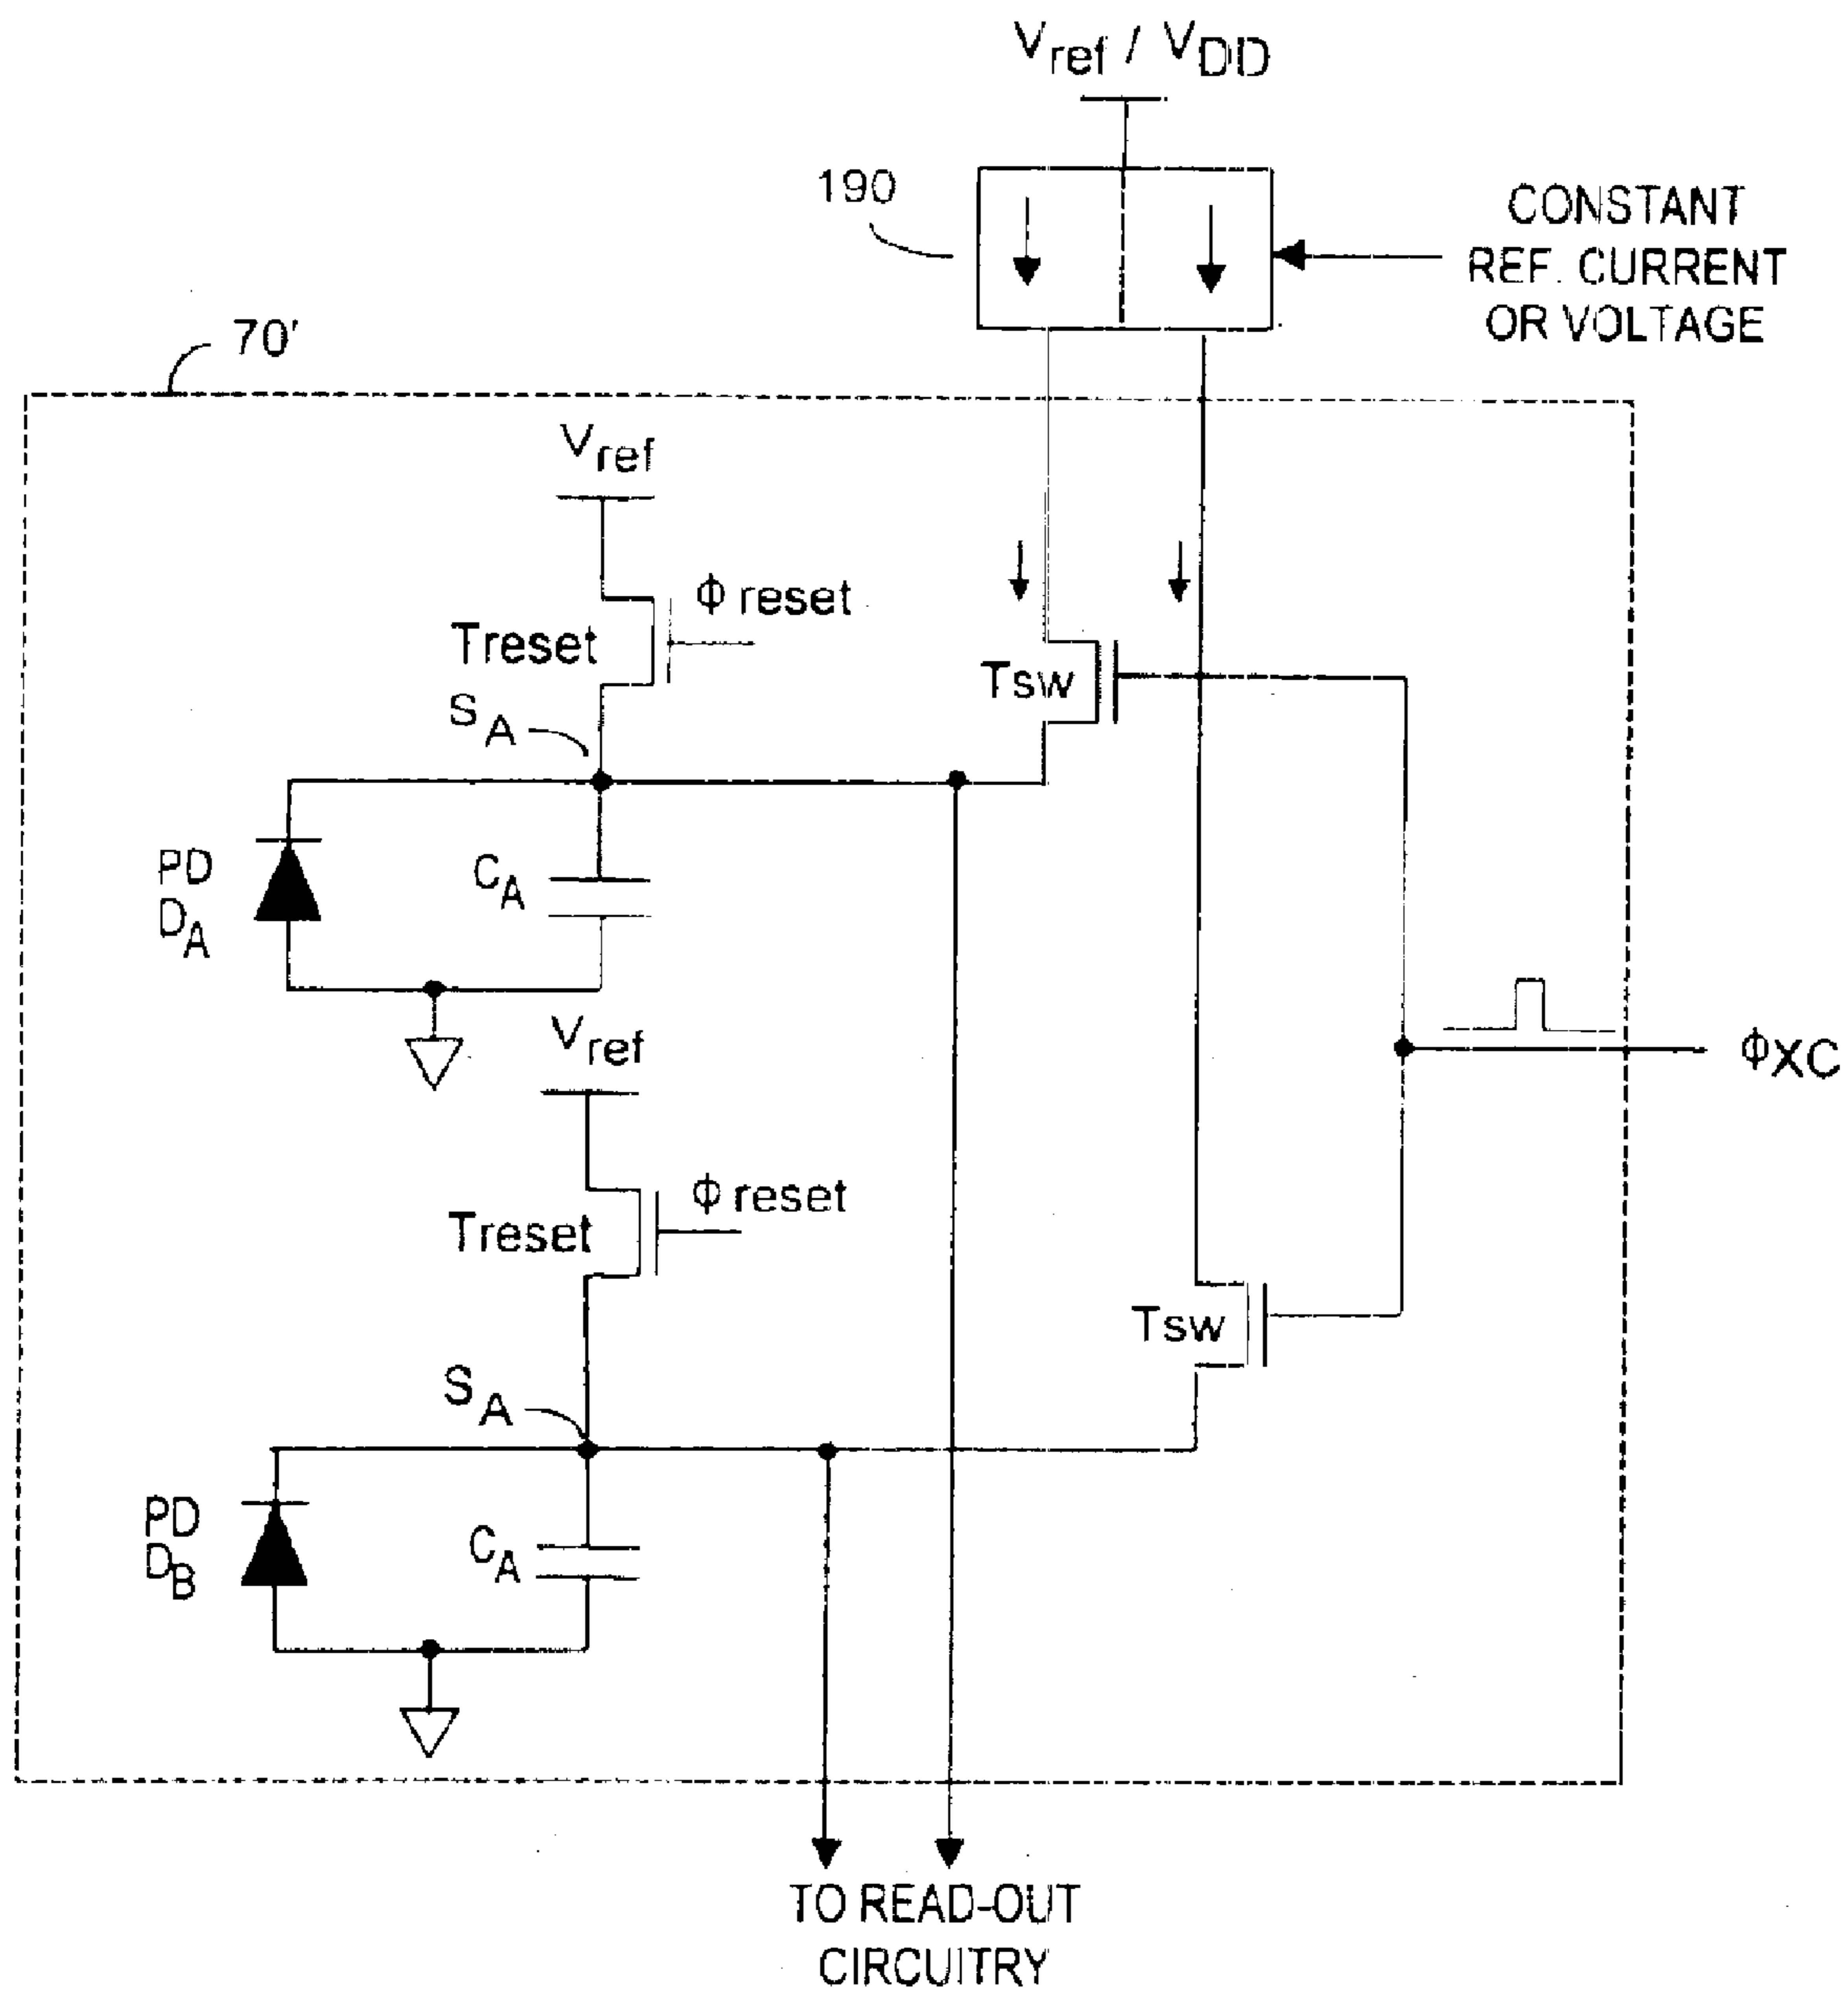 Vref / VDD
190
CONSTANT
REF. CURRENT
OR VOLTAGE
70'
Vref
Φ reset
Treset
SA
Tsw
PD
DA
CA
Vref
ΦXC
Φ reset
Treset
Tsw
SA
PD
DB
CA
TO READ-OUT
CIRCUITRY